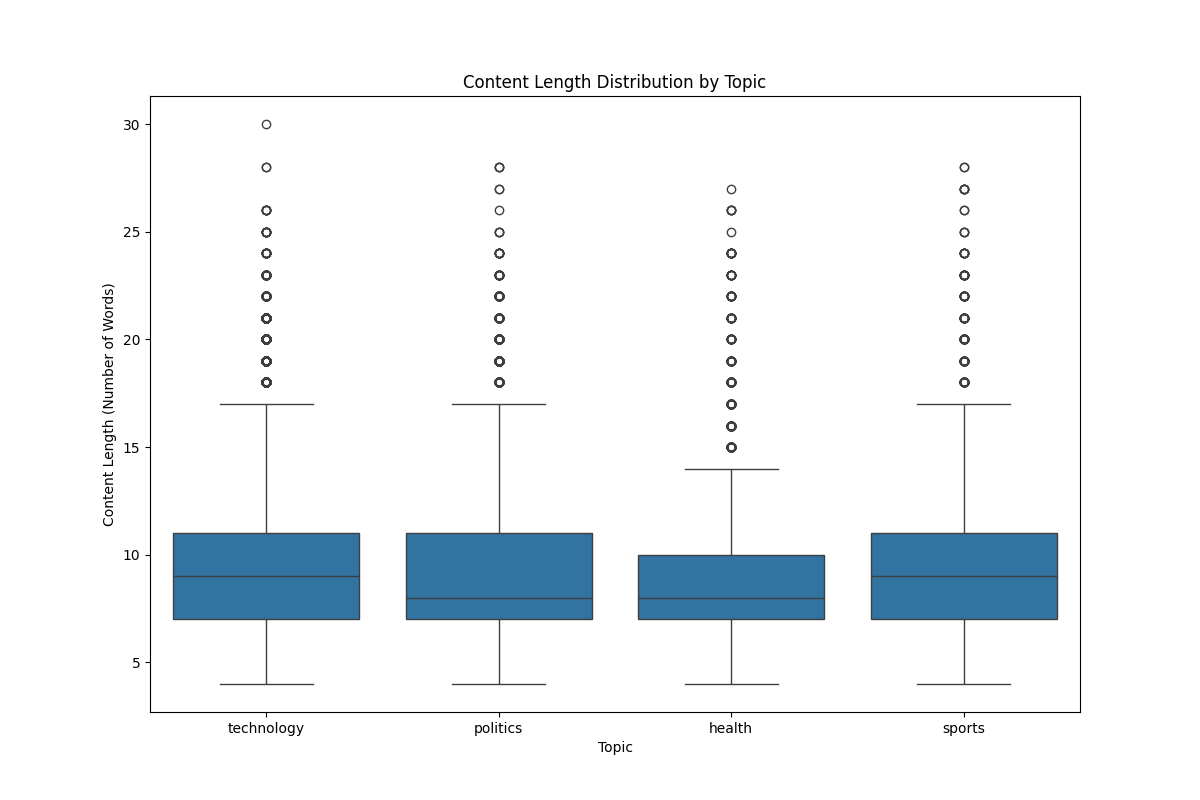 Content Length Distribution by Topic
Content Length (Number of Words)
30
25
20
15
10
5
technology politics health sports
Topic